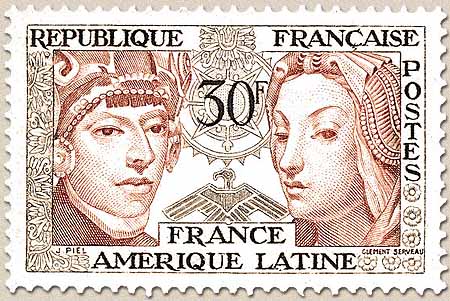 REPUBLIQUE FRANÇAISE
POSTES
30F
J. PIEL
FRANCE
CLEMENT SERVEAU
AMERIQUE LATINE